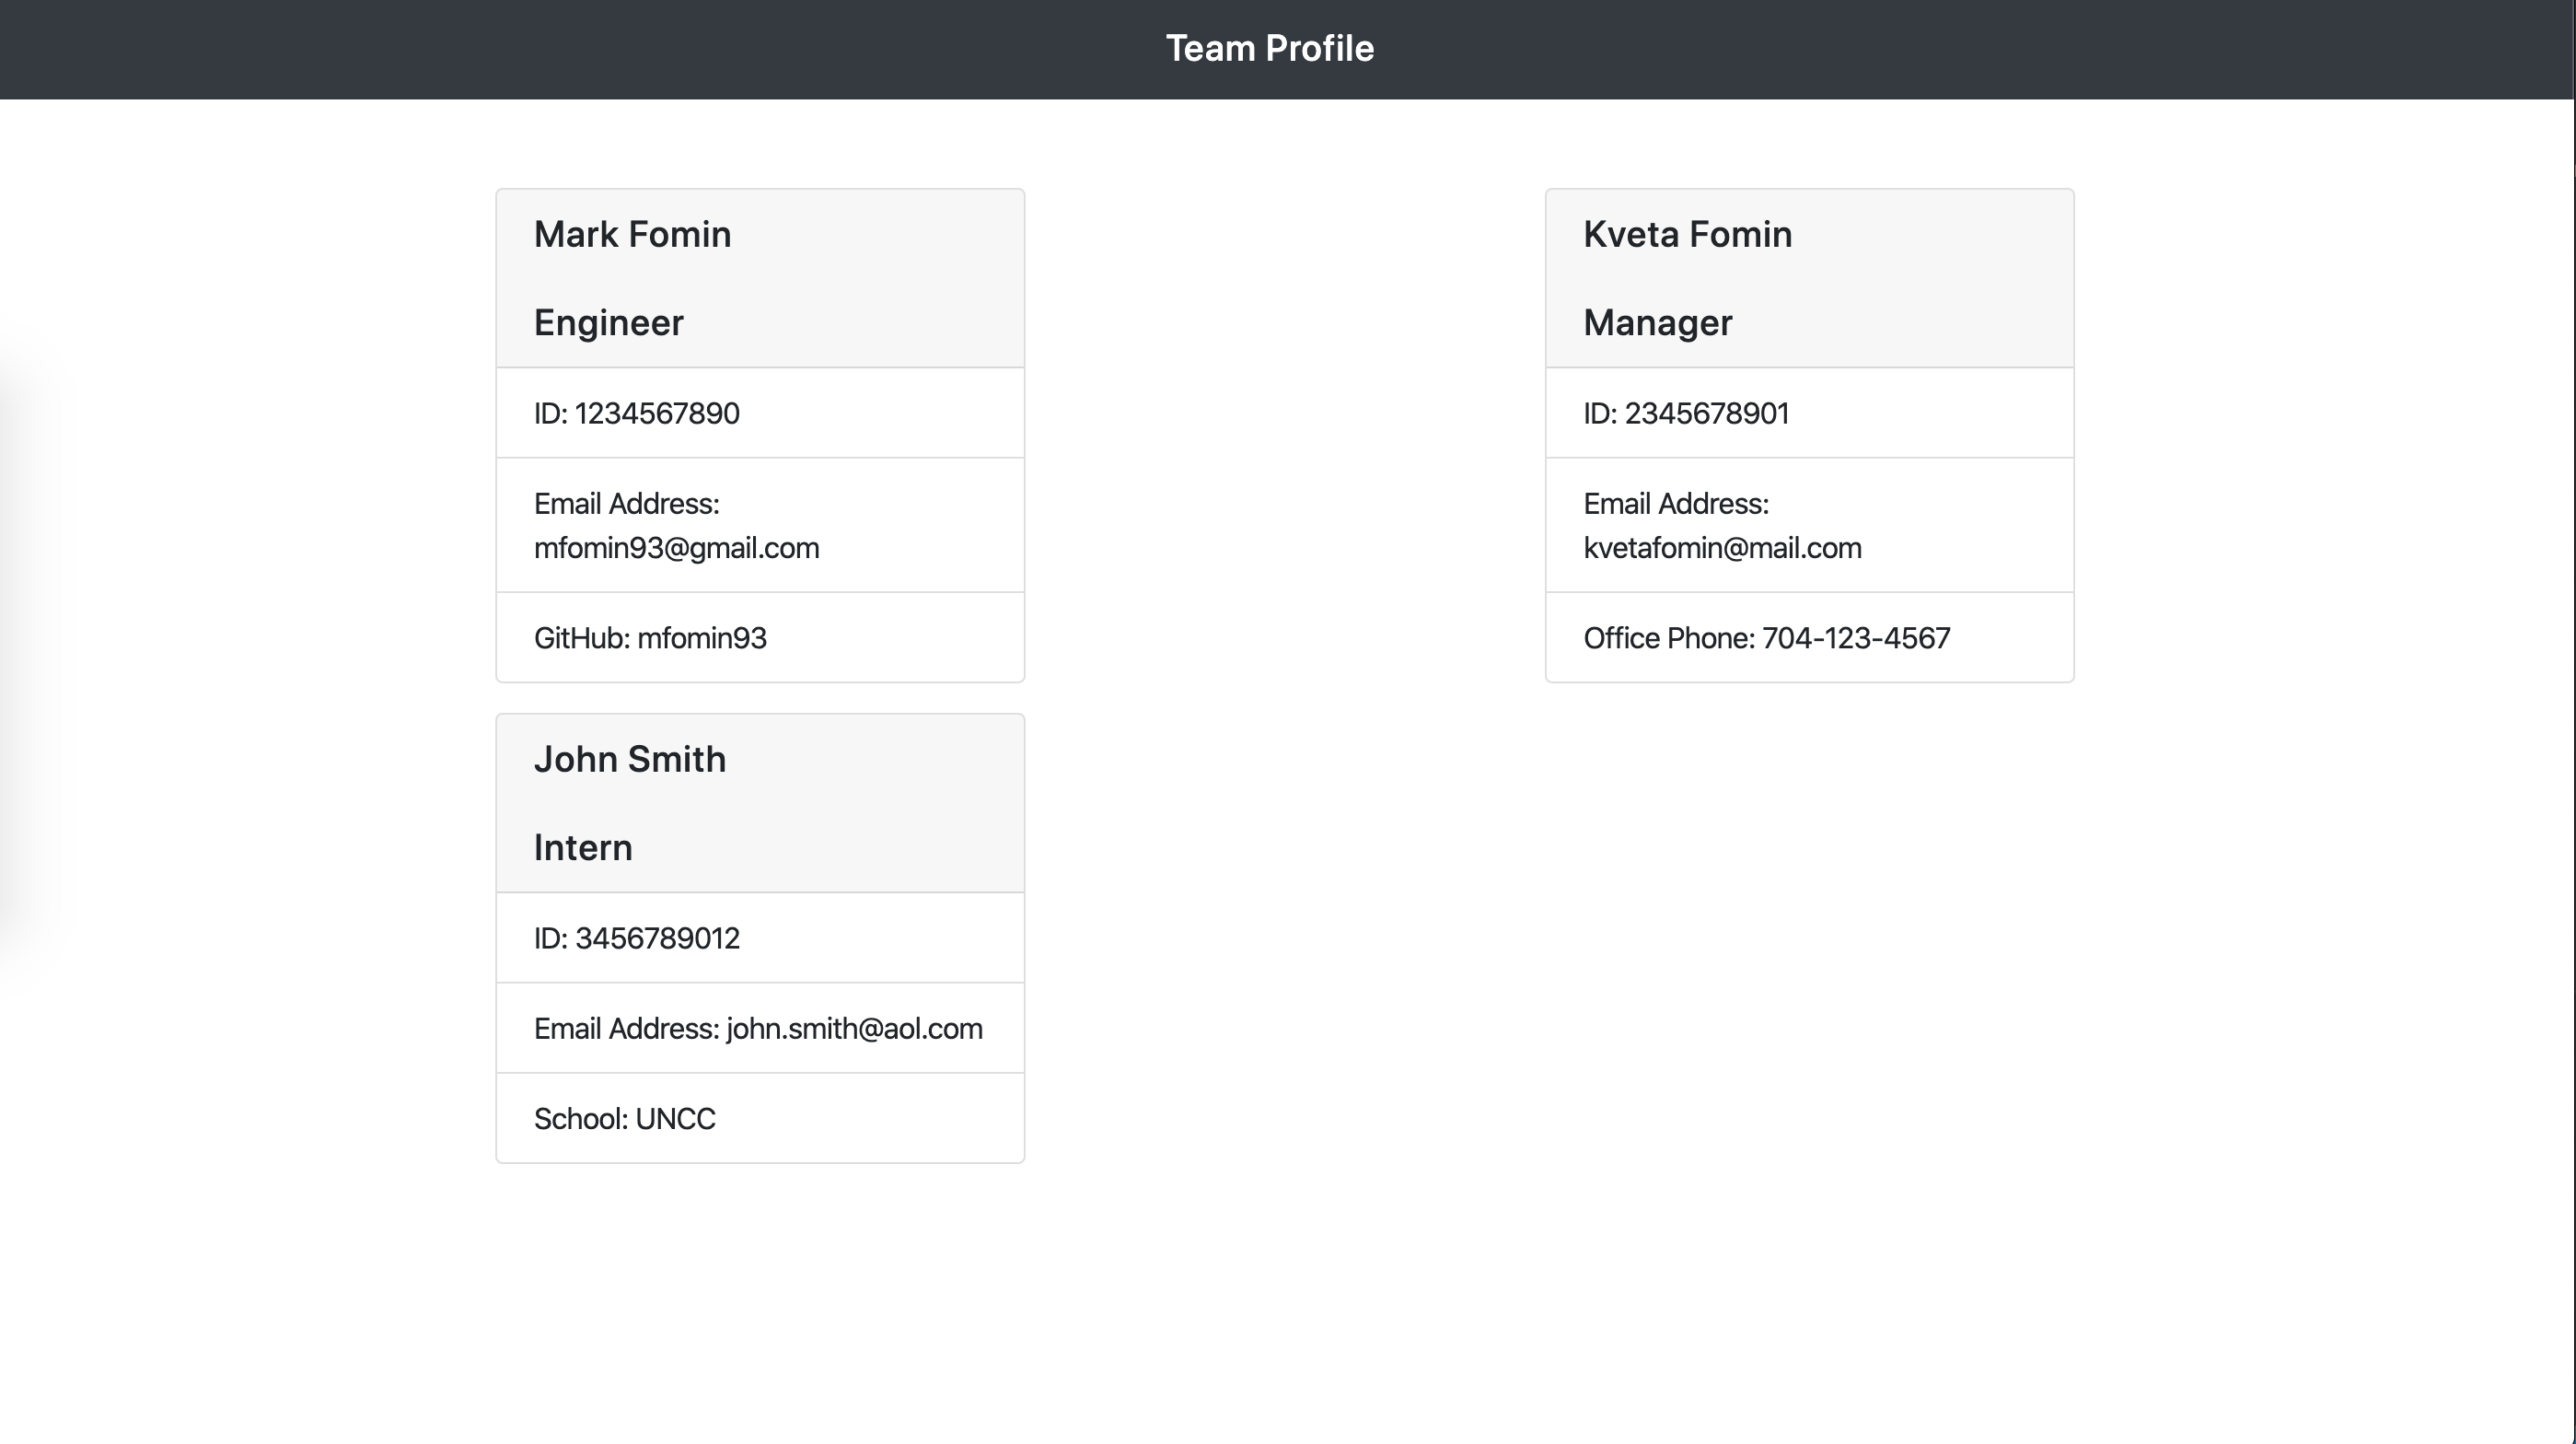 Team Profile
Mark Fomin
Engineer
ID: 1234567890
Email Address:
mfomin93@gmail.com
GitHub: mfomin93
Kveta Fomin
Manager
ID: 2345678901
Email Address:
kvetafomin@mail.com
Office Phone: 704-123-4567
John Smith
Intern
ID: 3456789012
Email Address: john.smith@aol.com
School: UNCC